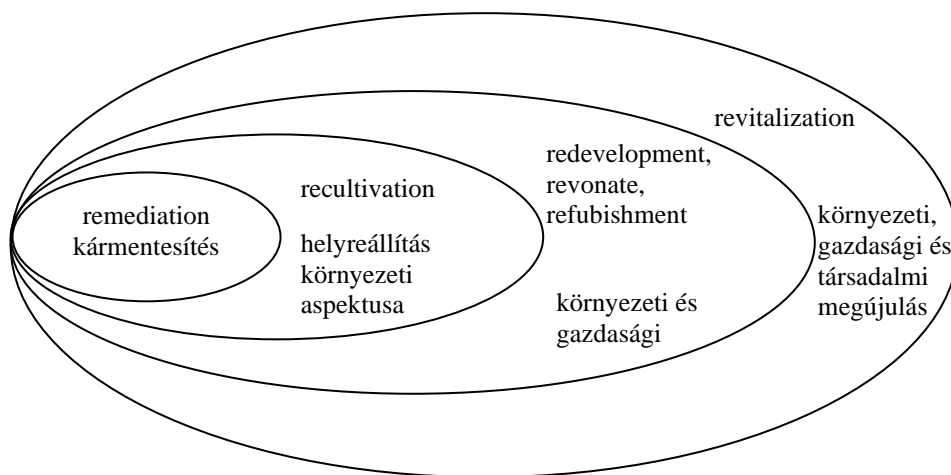 remediation
kármentesítés
recultivation
helyreállítás
környezeti
aspektusa
redevelopment,
revonate,
refubishment
környezeti és
gazdasági
revitalization
környezeti,
gazdasági és
társadalmi
megújulás